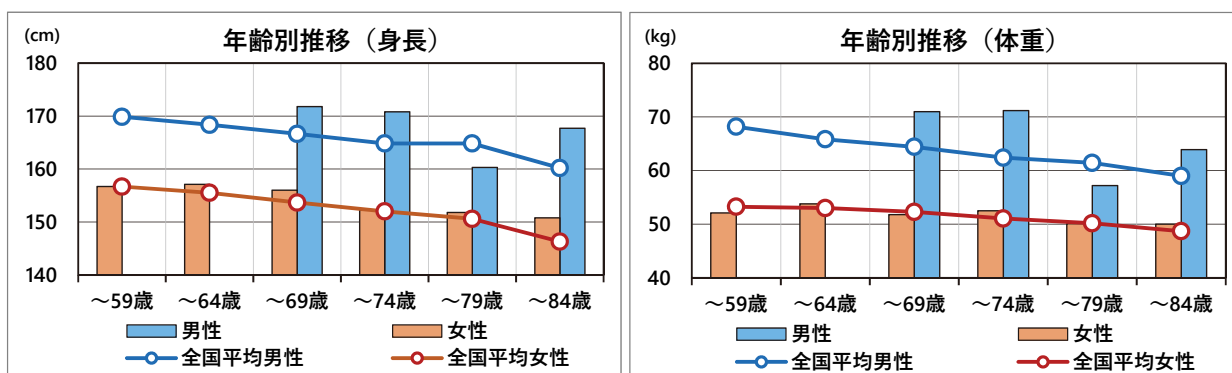 (cm)
年齢別推移（身長）
180
170
160
150
140
～59歳
～64歳
～69歳
～74歳
～79歳
～84歳
男性
女性
全国平均男性
全国平均女性
(kg)
年齢別推移（体重）
80
70
60
50
40
～59歳
～64歳
～69歳
～74歳
～79歳
～84歳
男性
女性
全国平均男性
全国平均女性